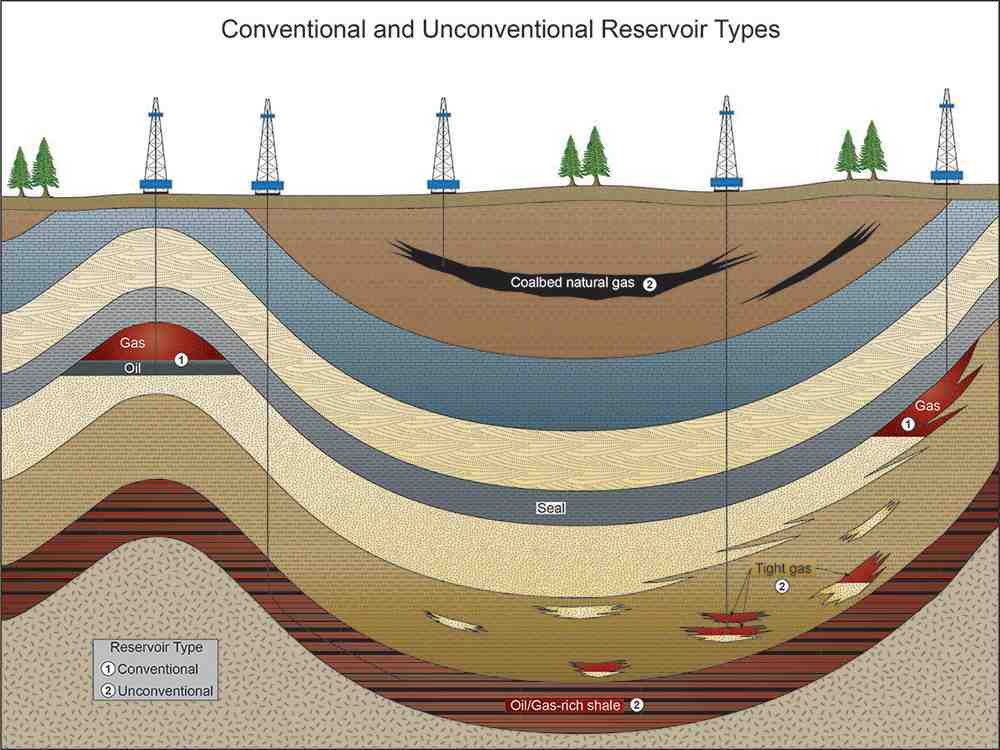 Conventional and Unconventional Reservoir Types
Coalbed natural gas 2
Gas
1
Oil
Gas
1
Seal
Tight gas
2
Reservoir Type
1 Conventional
2 Unconventional
Oil/Gas-rich shale 2